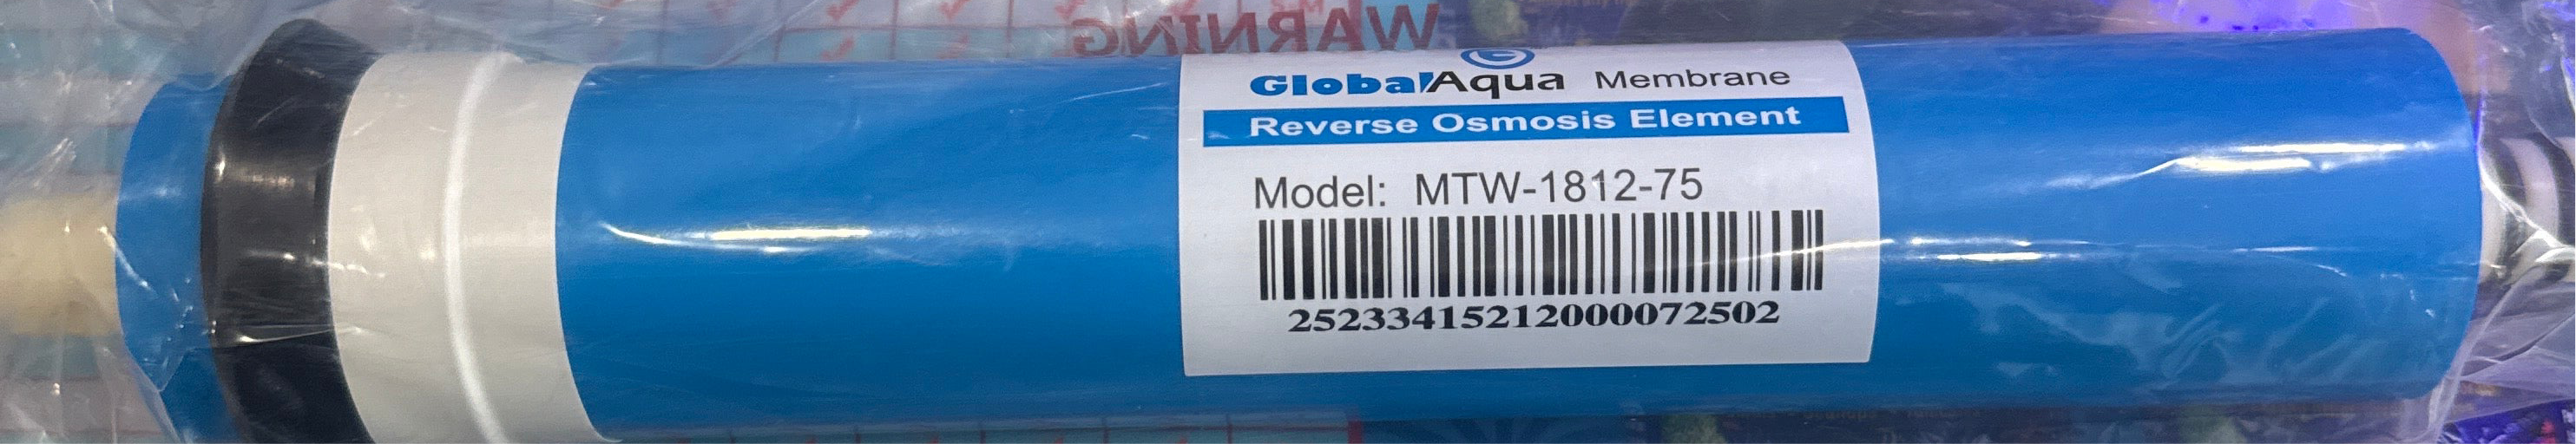 WARNING
GlobalAqua Membrane
Reverse Osmosis Element
Model: MTW-1812-75
25233415212000072502